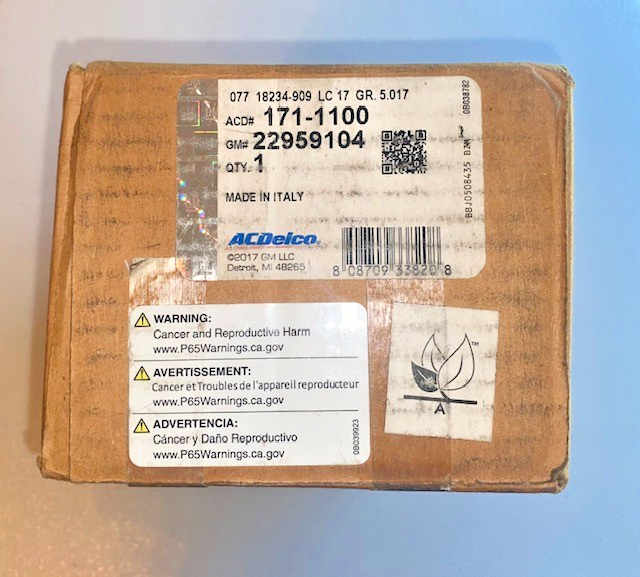 077 18234-909 LC 17 GR. 5.017
ACD# 171-1100
GM# 22959104
QTY. 1
MADE IN ITALY
ACDelco
©2017 GM LLC
Detroit, MI 48265
8 08709 33820 8
0B038782
WARNING:
Cancer and Reproductive Harm
www.P65Warnings.ca.gov
AVERTISSEMENT:
Cancer et Troubles de l'appareil reproducteur
www.P65Warnings.ca.gov
ADVERTENCIA:
Cáncer y Daño Reproductivo
www.P65Warnings.ca.gov
0B039923
TM
A